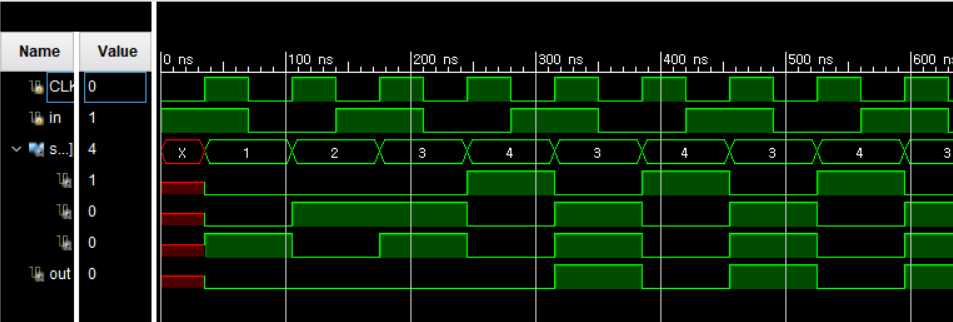 Name Value
0 ns 100 ns 200 ns 300 ns 400 ns 500 ns 600 n
CLK 0
in 1
s...] 4 X 1 2 3 4 3 4 3 4 3
1
0
0
out 0